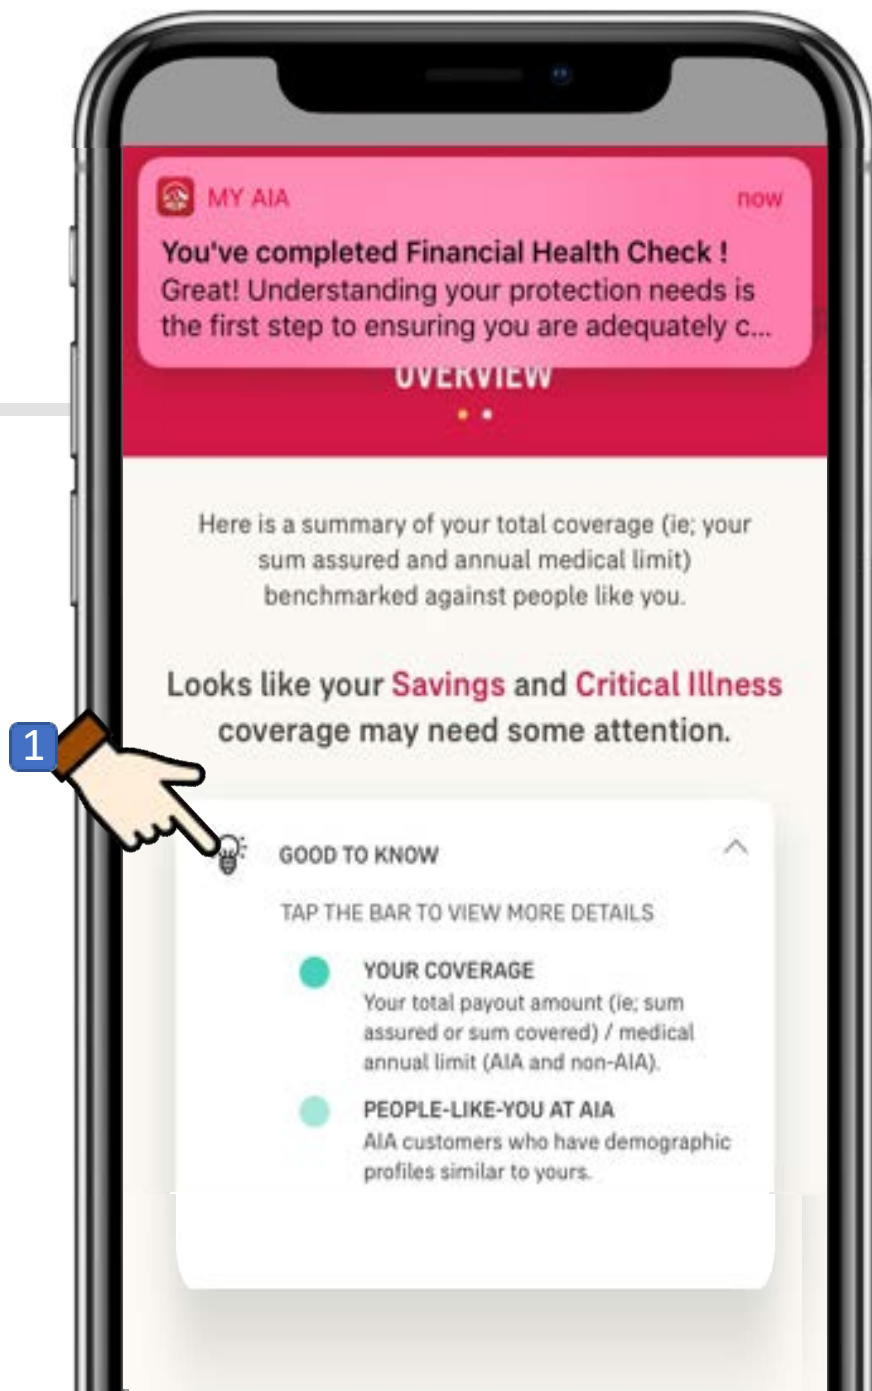 MY AIA
now
You've completed Financial Health Check !
Great! Understanding your protection needs is
the first step to ensuring you are adequately c...
OVERVIEW
Here is a summary of your total coverage (ie; your
sum assured and annual medical limit)
benchmarked against people like you.
Looks like your Savings and Critical Illness
coverage may need some attention.
1
GOOD TO KNOW
TAP THE BAR TO VIEW MORE DETAILS
YOUR COVERAGE
Your total payout amount (ie; sum
assured or sum covered) / medical
annual limit (AIA and non-AIA).
PEOPLE-LIKE-YOU AT AIA
AIA customers who have demographic
profiles similar to yours.